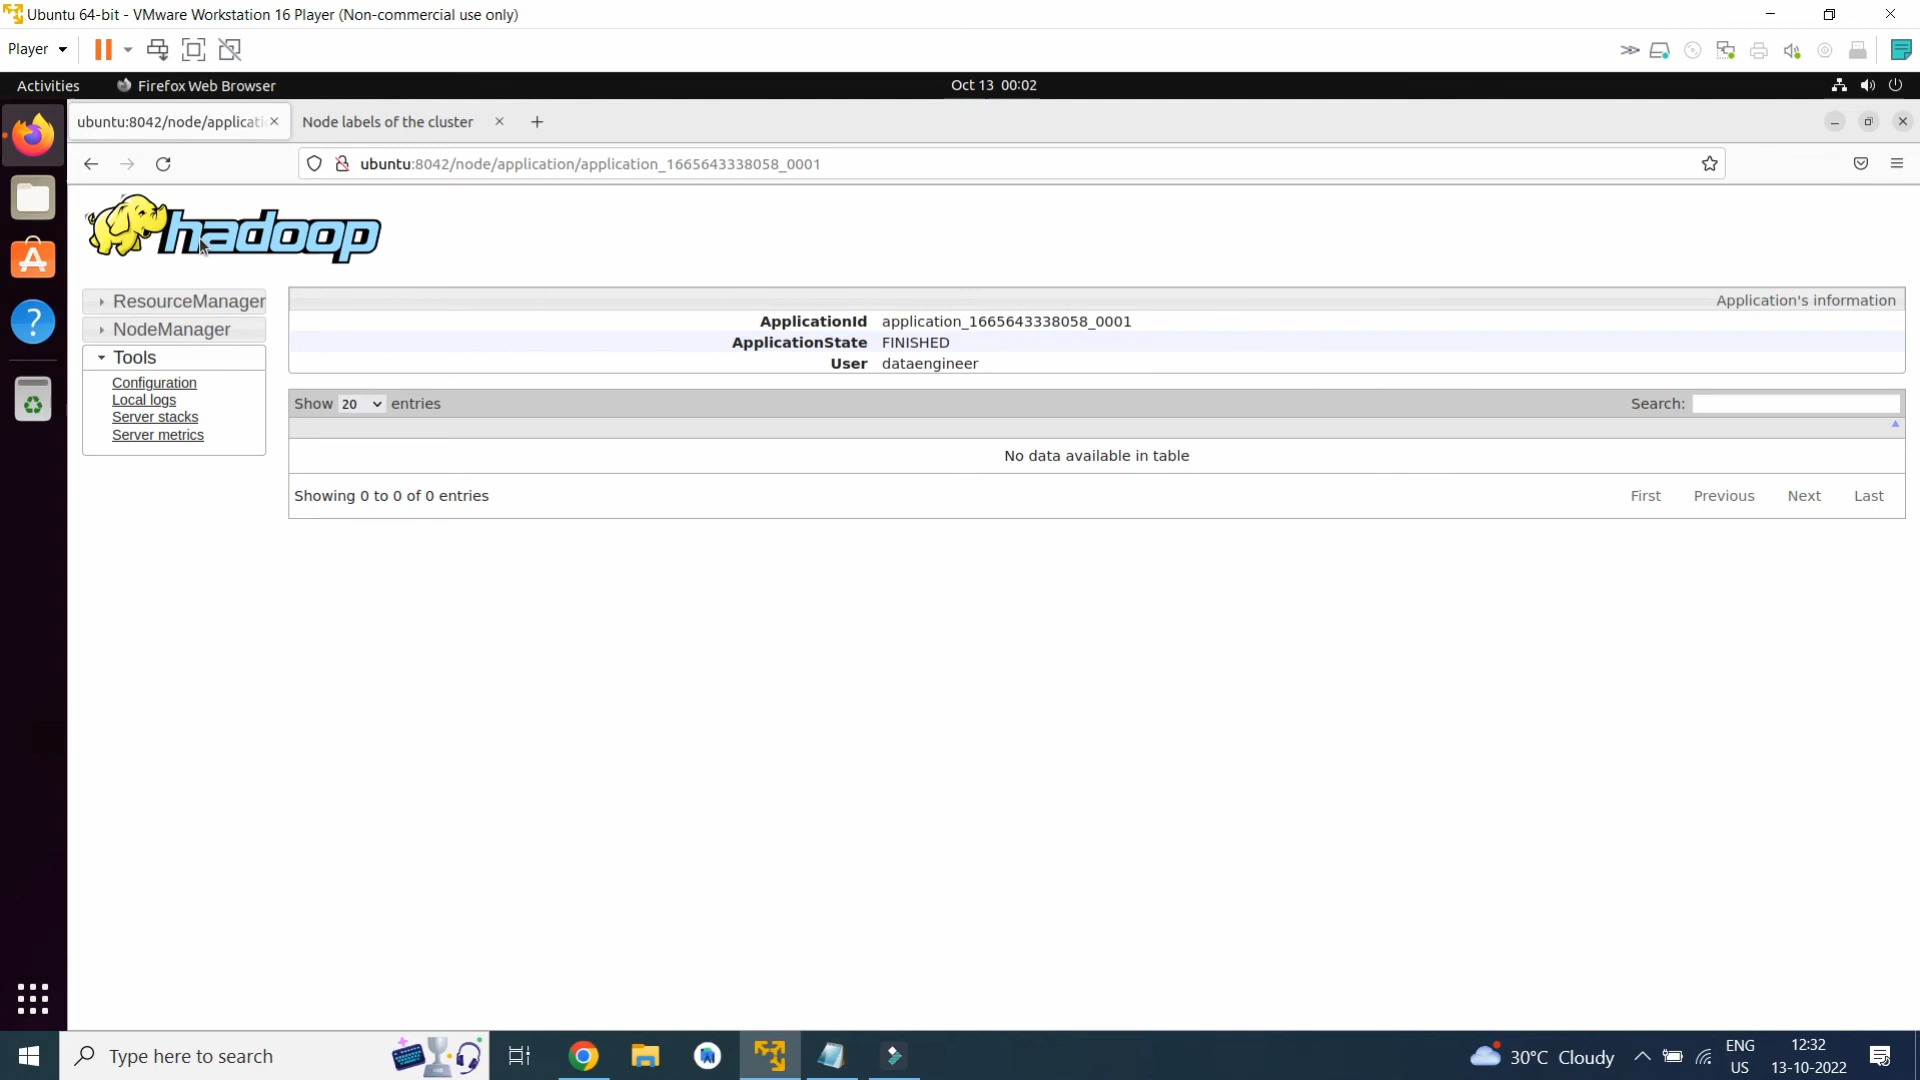 Ubuntu 64-bit - VMware Workstation 16 Player (Non-commercial use only)
Player
Activities
Firefox Web Browser
Oct 13 00:02
ubuntu:8042/node/applicati
Node labels of the cluster
ubuntu:8042/node/application/application_1665643338058_0001
hadoop
ResourceManager
NodeManager
Tools
Configuration
Local logs
Server stacks
Server metrics
Application's information
ApplicationId application_1665643338058_0001
ApplicationState FINISHED
User dataengineer
Show 20 entries
Search:
No data available in table
Showing 0 to 0 of 0 entries
First Previous Next Last
Type here to search
30°C Cloudy
ENG
US
12:32
13-10-2022